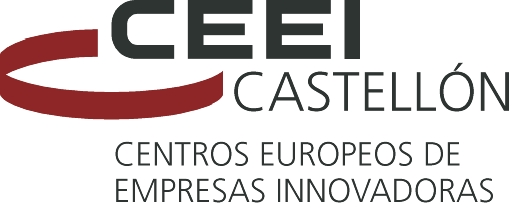 CEEI
CASTELLÓN
CENTROS EUROPEOS DE
EMPRESAS INNOVADORAS